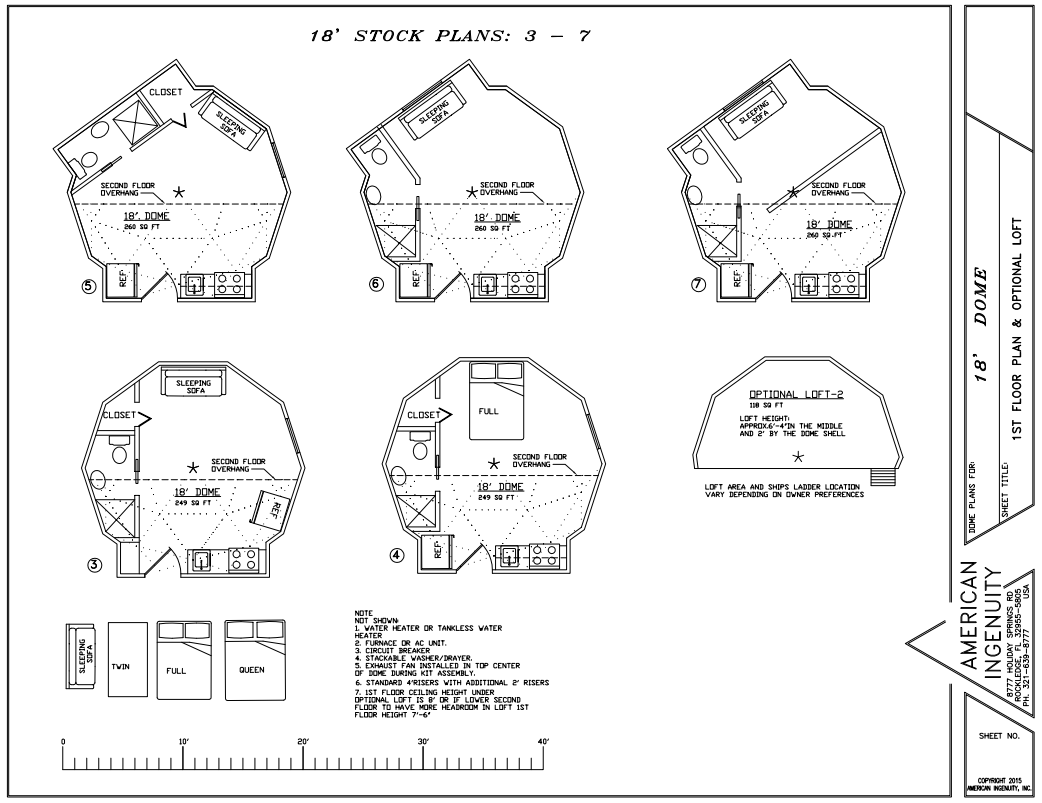 18' STOCK PLANS: 3 - 7
CLOSET
SLEEPING
SOFA
SECOND FLOOR
OVERHANG
18'. DOME
260 SQ FT
REF
5
SLEEPING
SOFA
SECOND FLOOR
OVERHANG
18' DOME
260 SQ FT
REF
6
SLEEPING
SOFA
SECOND FLOOR
OVERHANG
18' DOME
260 SQ FT
REF
7
SLEEPING
SOFA
CLOSET
SECOND FLOOR
OVERHANG
18' DOME
249 SQ FT
REF
3
CLOSET
FULL
SECOND FLOOR
OVERHANG
18' DOME
249 SQ FT
REF
4
OPTIONAL LOFT-2
118 SQ FT
LOFT HEIGHT:
APPROX.6'-4"IN THE MIDDLE
AND 2' BY THE DOME SHELL
LOFT AREA AND SHIPS LADDER LOCATION
VARY DEPENDING ON OWNER PREFERENCES
SLEEPING
SOFA
TWIN
FULL
QUEEN
NOTE
NOT SHOWN:
1. WATER HEATER OR TANKLESS WATER
HEATER
2. FURNACE OR AC UNIT.
3. CIRCUIT BREAKER
4. STACKABLE WASHER/DRAYER.
5. EXHAUST FAN INSTALLED IN TOP CENTER
OF DOME DURING KIT ASSEMBLY.
6. STANDARD 4'RISERS WITH ADDITIONAL 2' RISERS
7. 1ST FLOOR CEILING HEIGHT UNDER
OPTIONAL LOFT IS 8' OR IF LOWER SECOND
FLOOR TO HAVE MORE HEADROOM IN LOFT 1ST
FLOOR HEIGHT 7'-6"
0 10' 20' 30' 40'
DOME PLANS FOR:
18' DOME
SHEET TITLE:
1ST FLOOR PLAN & OPTIONAL LOFT
AMERICAN
INGENUITY
8777 HOLIDAY SPRINGS RD
ROCKLEDGE, FL 32955-5805
PH. 321-639-8777 USA
SHEET NO.
COPYRIGHT 2015
AMERICAN INGENUITY, INC.